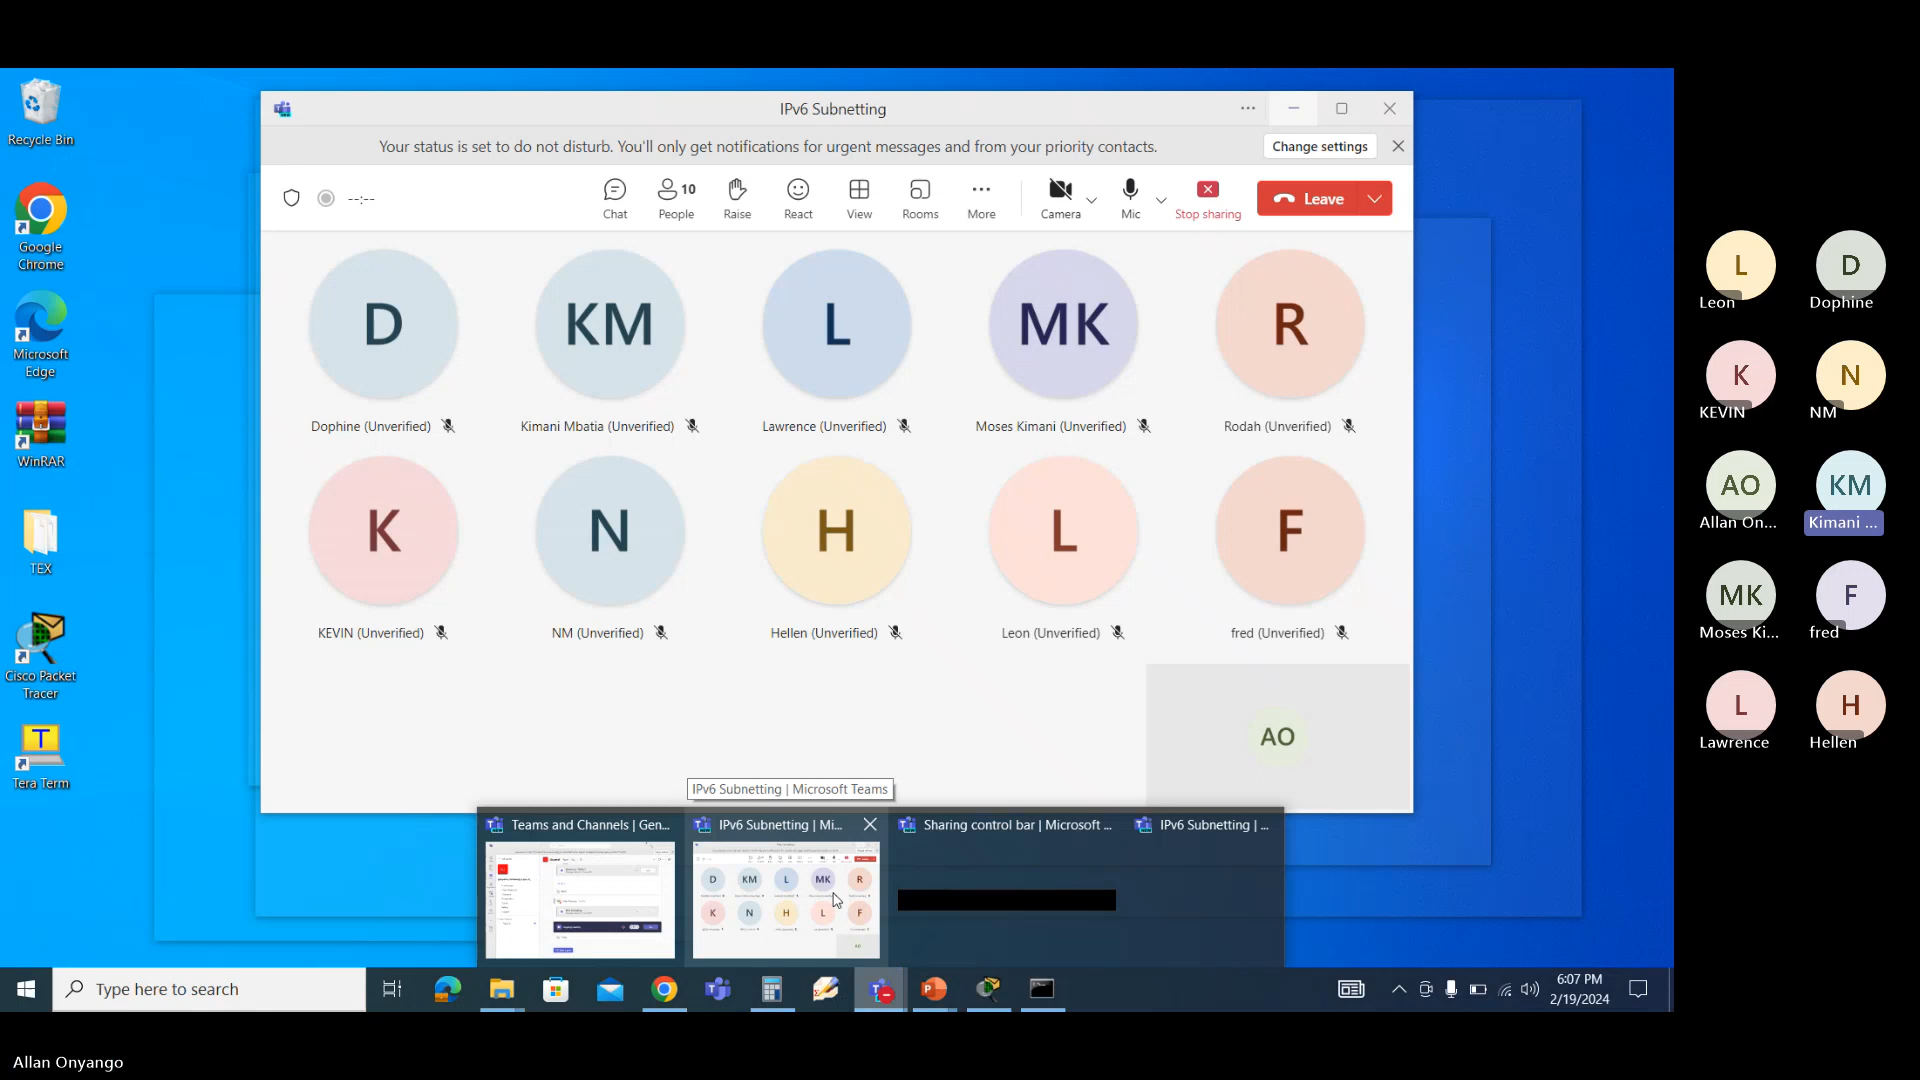 Recycle Bin
Google
Chrome
Microsoft
Edge
WinRAR
TEX
Cisco Packet
Tracer
T
Tera Term
IPv6 Subnetting
Your status is set to do not disturb. You'll only get notifications for urgent messages and from your priority contacts.
Change settings
--:--
Chat
10
People
Raise
React
View
Rooms
More
Camera
Mic
Stop sharing
Leave
D
KM
L
MK
R
Dophine (Unverified)
Kimani Mbatia (Unverified)
Lawrence (Unverified)
Moses Kimani (Unverified)
Rodah (Unverified)
K
N
H
L
F
KEVIN (Unverified)
NM (Unverified)
Hellen (Unverified)
Leon (Unverified)
fred (Unverified)
AO
IPv6 Subnetting | Microsoft Teams
Teams and Channels | Gen...
IPv6 Subnetting | Mi...
Sharing control bar | Microsoft ...
IPv6 Subnetting | ...
D
KM
L
MK
R
K
N
H
L
F
AO
Type here to search
6:07 PM
2/19/2024
L
Leon
D
Dophine
K
KEVIN
N
NM
AO
Allan On...
KM
Kimani ...
MK
Moses Ki...
F
fred
L
Lawrence
H
Hellen
Allan Onyango